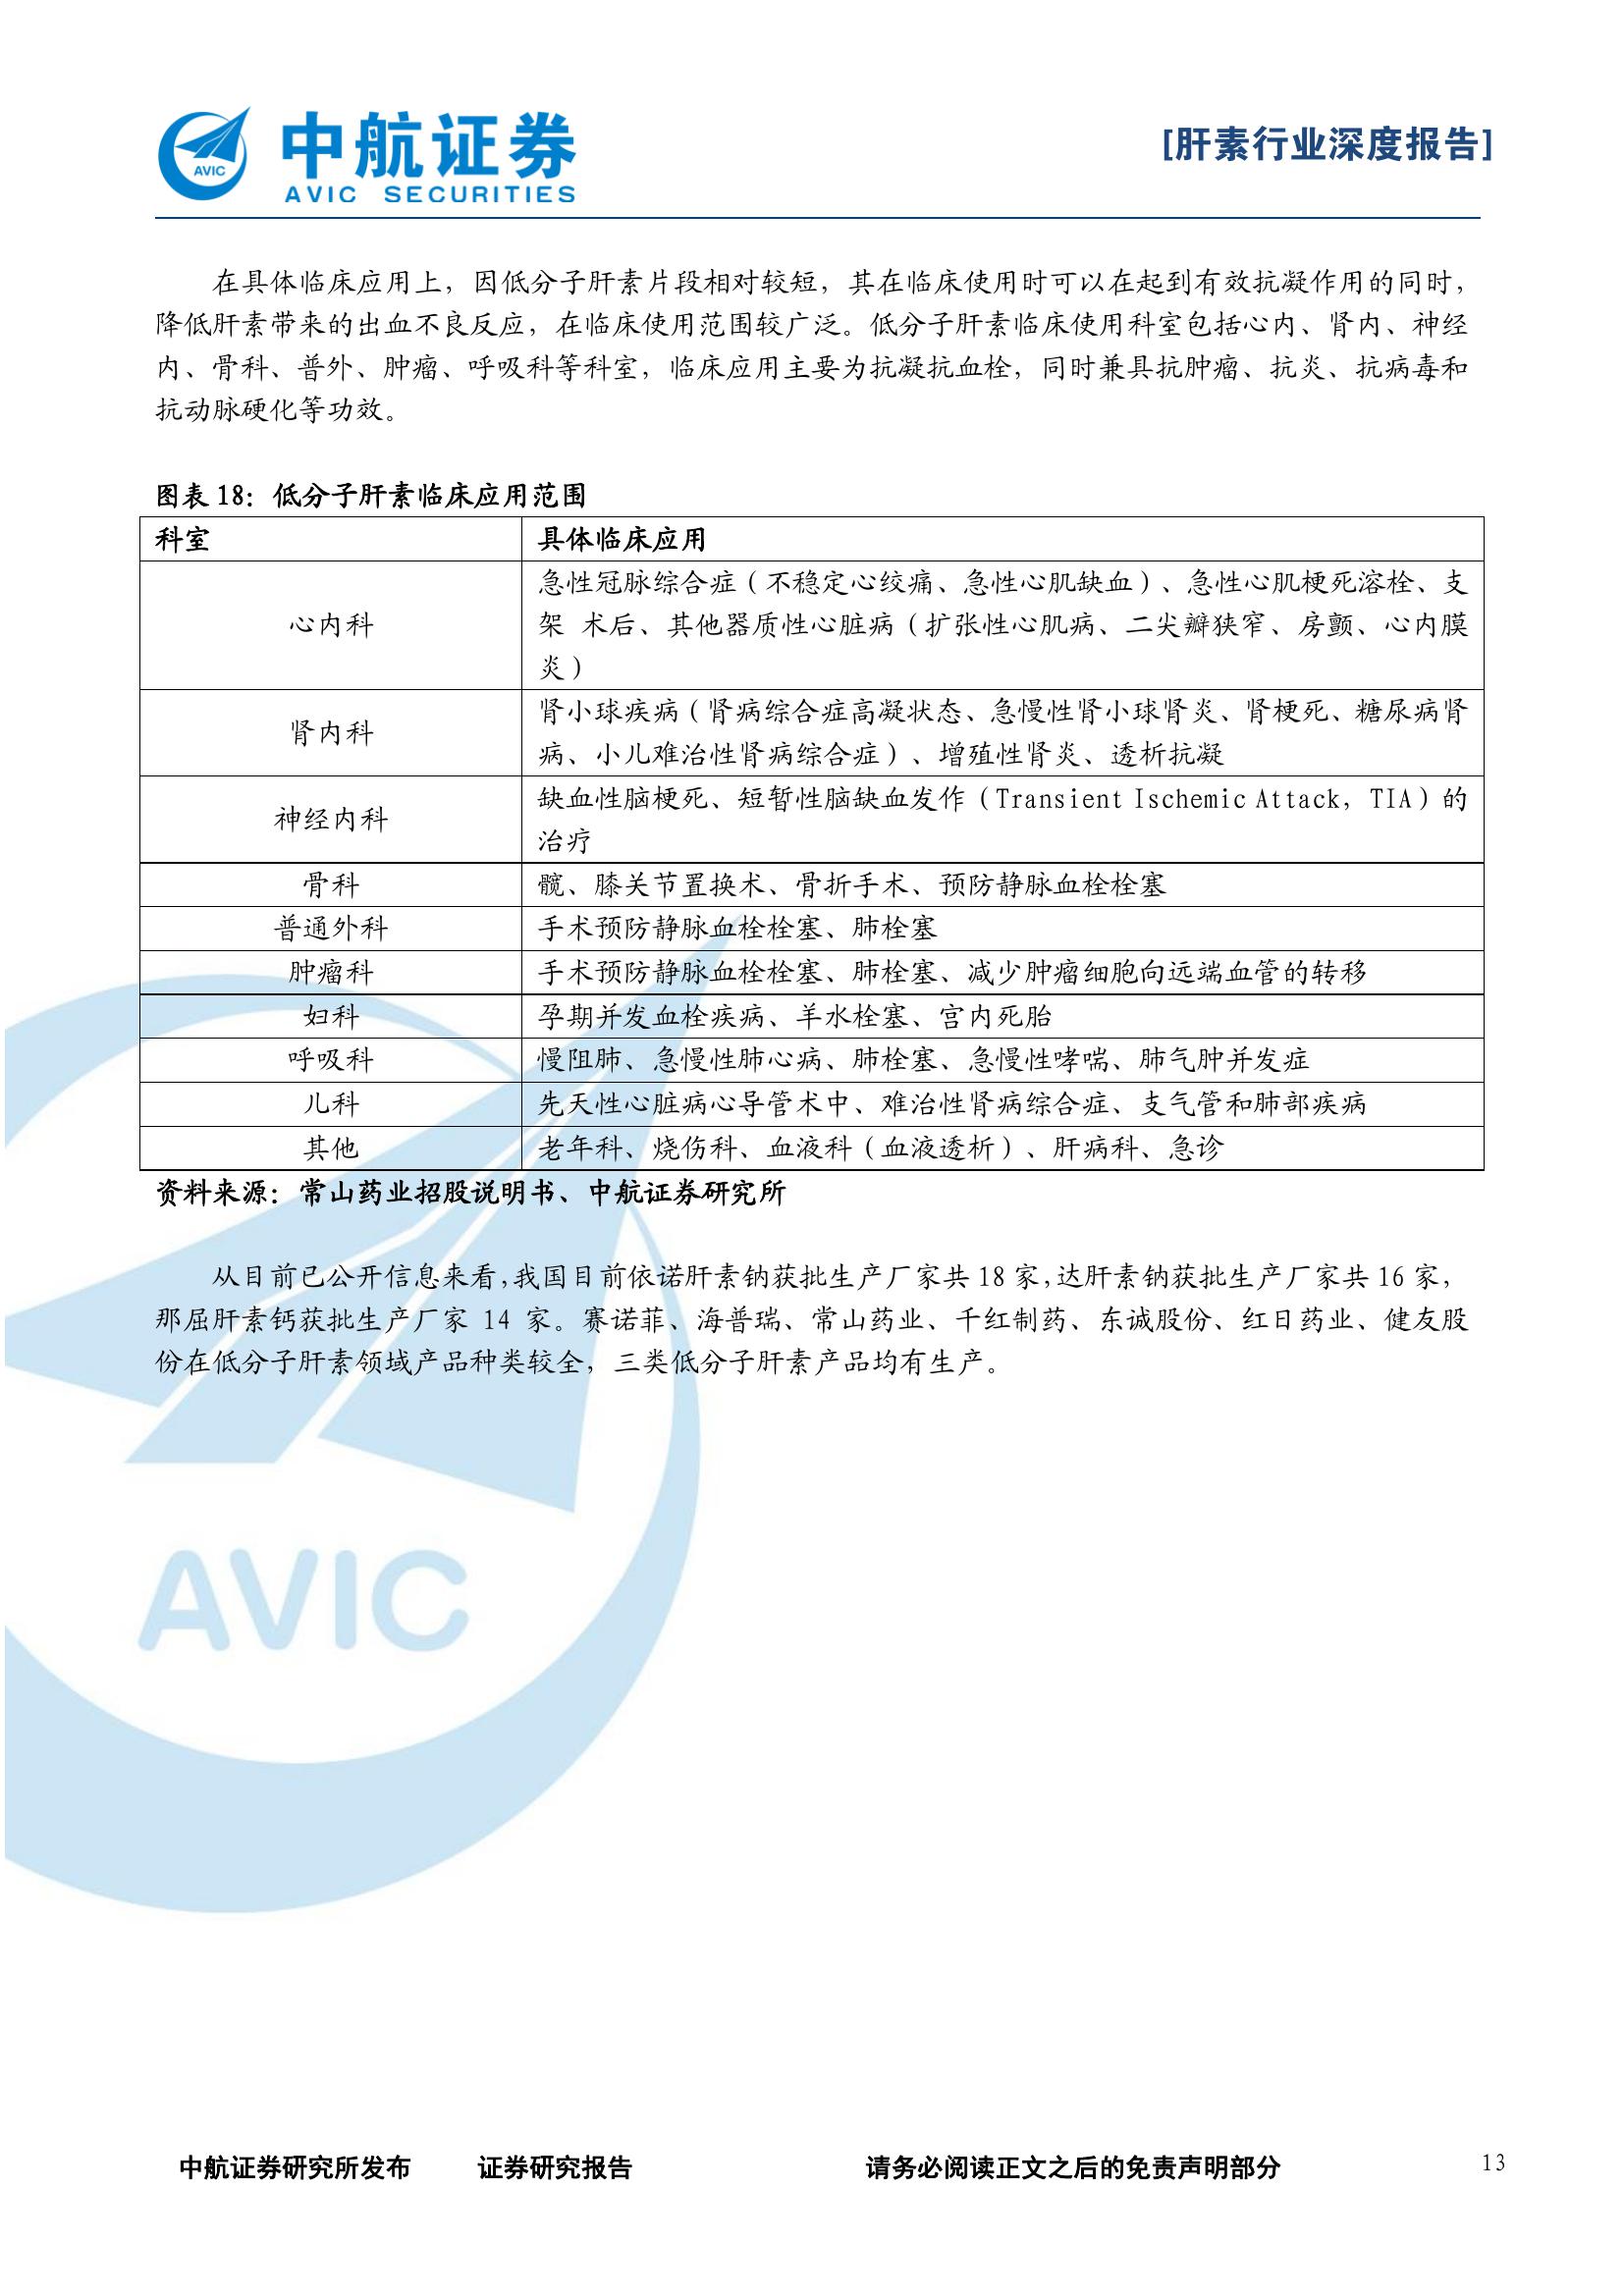 AVIC
中航证券
AVIC SECURITIES
[肝素行业深度报告]
在具体临床应用上，因低分子肝素片段相对较短，其在临床使用时可以在起到有效抗凝作用的同时，
降低肝素带来的出血不良反应，在临床使用范围较广泛。低分子肝素临床使用科室包括心内、肾内、神经
内、骨科、普外、肿瘤、呼吸科等科室，临床应用主要为抗凝抗血栓，同时兼具抗肿瘤、抗炎、抗病毒和
抗动脉硬化等功效。
图表 18：低分子肝素临床应用范围
科室 具体临床应用
心内科 急性冠脉综合症（不稳定心绞痛、急性心肌缺血）、急性心肌梗死溶栓、支
架 术后、其他器质性心脏病（扩张性心肌病、二尖瓣狭窄、房颤、心内膜
炎）
肾内科 肾小球疾病（肾病综合症高凝状态、急慢性肾小球肾炎、肾梗死、糖尿病肾
病、小儿难治性肾病综合症）、增殖性肾炎、透析抗凝
神经内科 缺血性脑梗死、短暂性脑缺血发作（Transient Ischemic Attack，TIA）的
治疗
骨科 髋、膝关节置换术、骨折手术、预防静脉血栓栓塞
普通外科 手术预防静脉血栓栓塞、肺栓塞
肿瘤科 手术预防静脉血栓栓塞、肺栓塞、减少肿瘤细胞向远端血管的转移
妇科 孕期并发血栓疾病、羊水栓塞、宫内死胎
呼吸科 慢阻肺、急慢性肺心病、肺栓塞、急慢性哮喘、肺气肿并发症
儿科 先天性心脏病心导管术中、难治性肾病综合症、支气管和肺部疾病
其他 老年科、烧伤科、血液科（血液透析）、肝病科、急诊
资料来源：常山药业招股说明书、中航证券研究所
从目前已公开信息来看，我国目前依诺肝素钠获批生产厂家共 18 家，达肝素钠获批生产厂家共 16 家，
那屈肝素钙获批生产厂家 14 家。赛诺菲、海普瑞、常山药业、千红制药、东诚股份、红日药业、健友股
份在低分子肝素领域产品种类较全，三类低分子肝素产品均有生产。
AVIC
中航证券研究所发布 证券研究报告 请务必阅读正文之后的免责声明部分 13